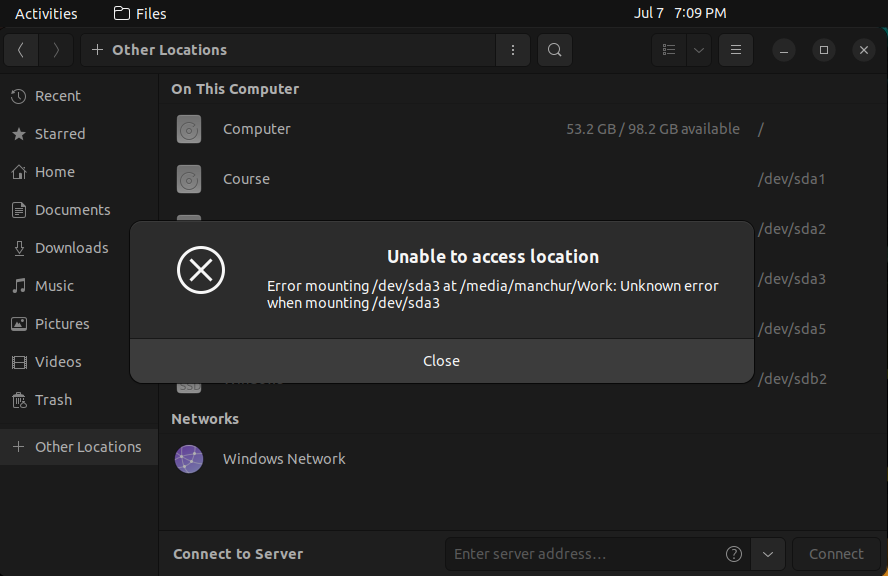 Activities Files Jul 7 7:09 PM
Other Locations
Recent
Starred
Home
Documents
Downloads
Music
Pictures
Videos
Trash
Other Locations
On This Computer
Computer 53.2 GB / 98.2 GB available /
Course /dev/sda1
/dev/sda2
/dev/sda3
/dev/sda5
/dev/sdb2
Unable to access location
Error mounting /dev/sda3 at /media/manchur/Work: Unknown error
when mounting /dev/sda3
Close
Networks
Windows Network
Connect to Server Enter server address... Connect